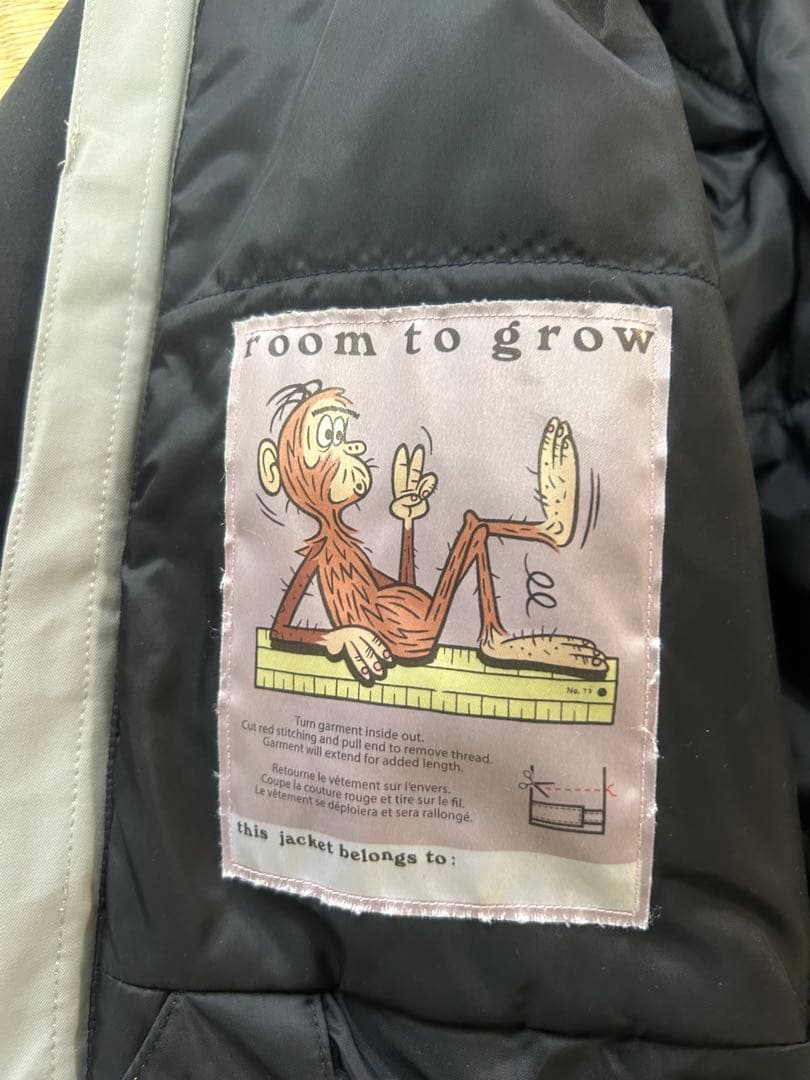 room to grow
Turn garment inside out.
Cut red stitching and pull end to remove thread.
Garment will extend for added length.
Retourne le vêtement sur l'envers.
Coupe la couture rouge et tire sur le fil.
Le vêtement se déploiera et sera rallongé.
this jacket belongs to: